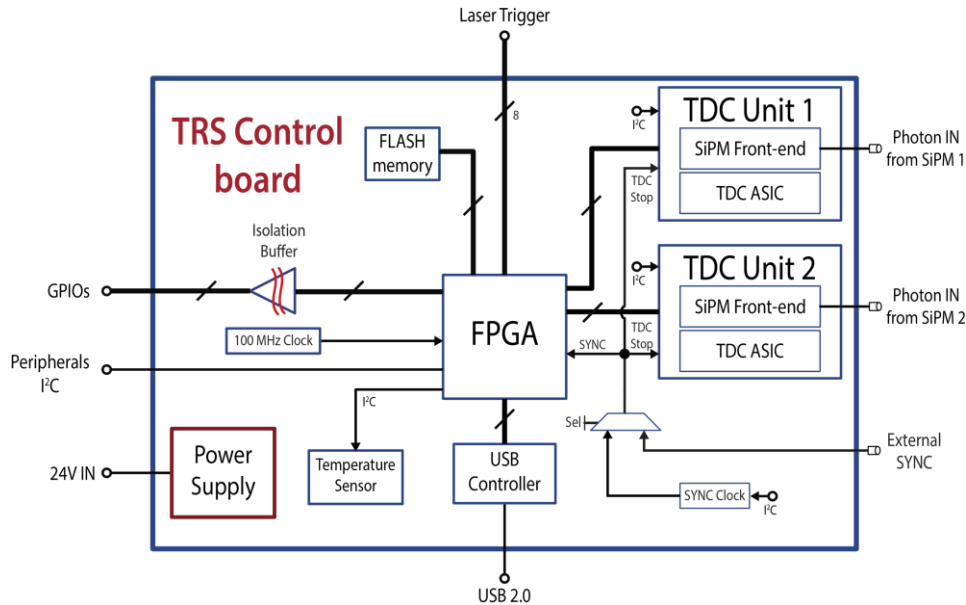 Laser Trigger
8
TRS Control
board
FLASH
memory
Isolation
Buffer
GPIOs
100 MHz Clock
Peripherals
I²C
I²C
24V IN
Power
Supply
Temperature
Sensor
FPGA
USB
Controller
USB 2.0
I²C
TDC Unit 1
SiPM Front-end
TDC ASIC
TDC
Stop
Photon IN
from SiPM 1
I²C
TDC Unit 2
SiPM Front-end
TDC ASIC
TDC
Stop
Photon IN
from SiPM 2
SYNC
Sel
External
SYNC
SYNC Clock
I²C